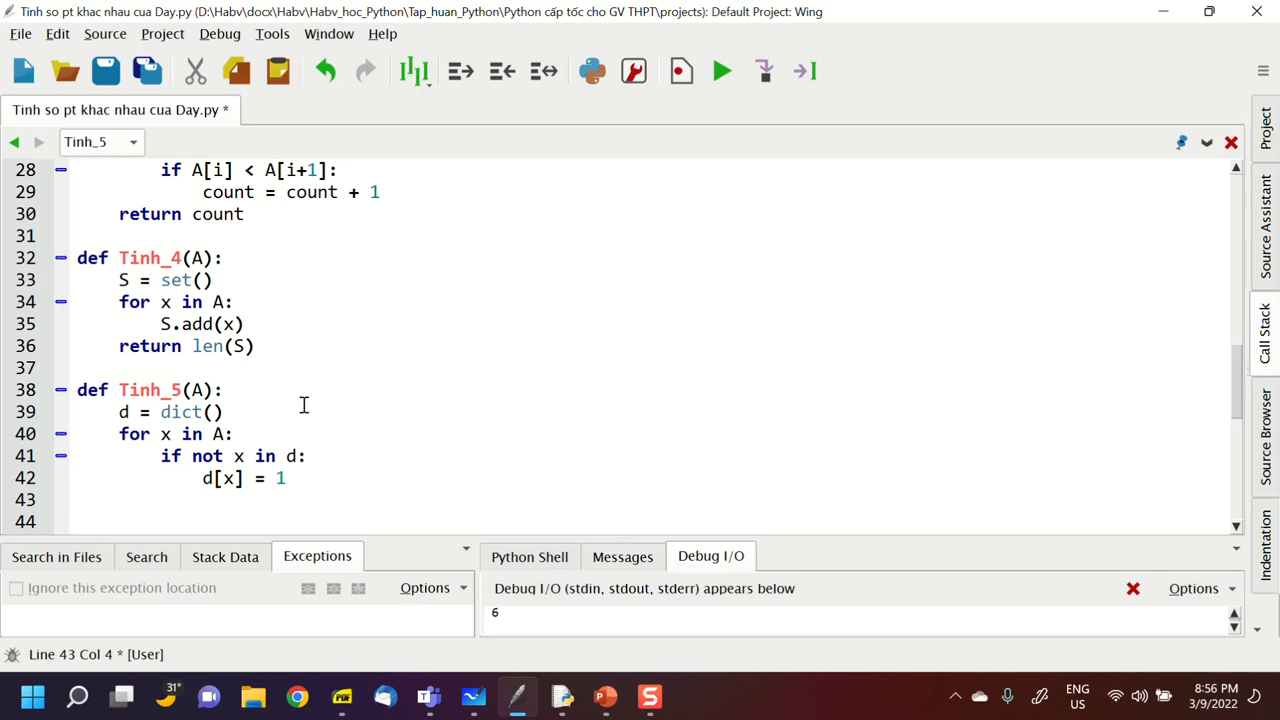 Tinh so pt khac nhau cua Day.py (D:\Habv\docx\Habv\Habv_hoc_Python\Tap_huan_Python\Python cấp tốc cho GV THPT\projects): Default Project: Wing
File Edit Source Project Debug Tools Window Help
Tinh so pt khac nhau cua Day.py *
Tinh_5
28 if A[i] < A[i+1]:
29 count = count + 1
30 return count
31
32 def Tinh_4(A):
33 S = set()
34 for x in A:
35 S.add(x)
36 return len(S)
37
38 def Tinh_5(A):
39 d = dict()
40 for x in A:
41 if not x in d:
42 d[x] = 1
43
44
Project
Source Assistant
Call Stack
Source Browser
Indentation
Search in Files Search Stack Data Exceptions
Ignore this exception location Options
Python Shell Messages Debug I/O
Debug I/O (stdin, stdout, stderr) appears below Options
6
Line 43 Col 4 * [User]
31°
ENG
US
8:56 PM
3/9/2022